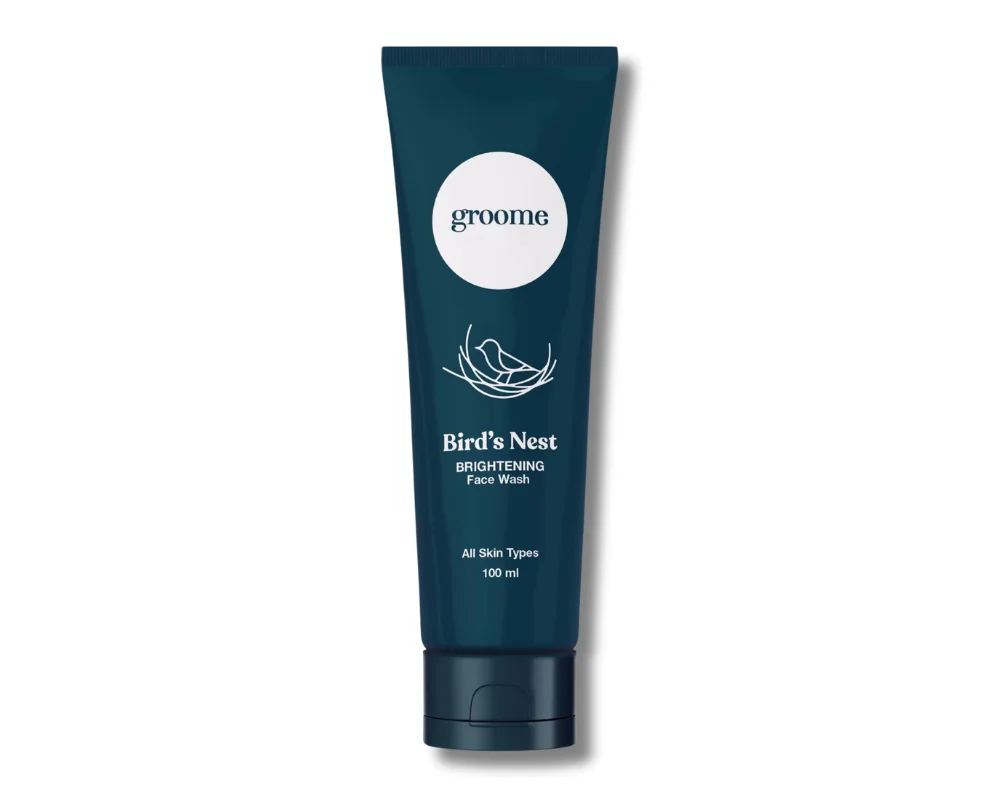 groome
Bird's Nest
BRIGHTENING
Face Wash
All Skin Types
100 ml